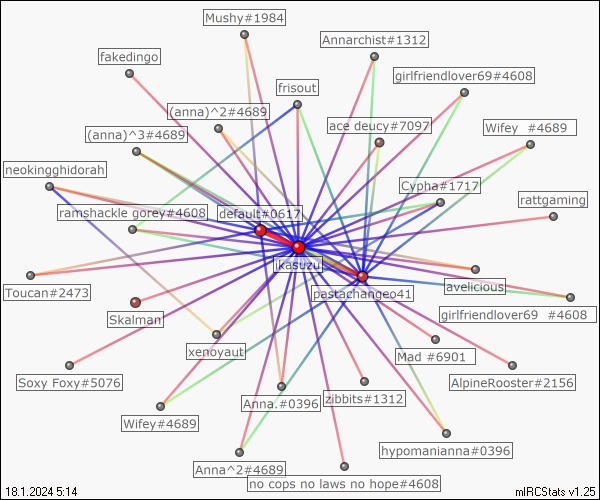 Mushy#1984
Annarchist#1312
fakedingo
girlfriendlover69#4608
frisout
(anna)^2#4689
ace deucy#7097
Wifey  #4689
(anna)^3#4689
neokingghidorah
Cypha#1717
rattgaming
ramshackle gorey#4608
default#0617
jkasuzu
pastachangeo41
avelicious
Toucan#2473
Skalman
girlfriendlover69  #4608
xenoyaut
Mad #6901
Soxy Foxy#5076
AlpineRooster#2156
Anna.#0396
zibbits#1312
Wifey#4689
hypomanianna#0396
Anna^2#4689
no cops no laws no hope#4608
18.1.2024 5:14
mIRCStats v1.25